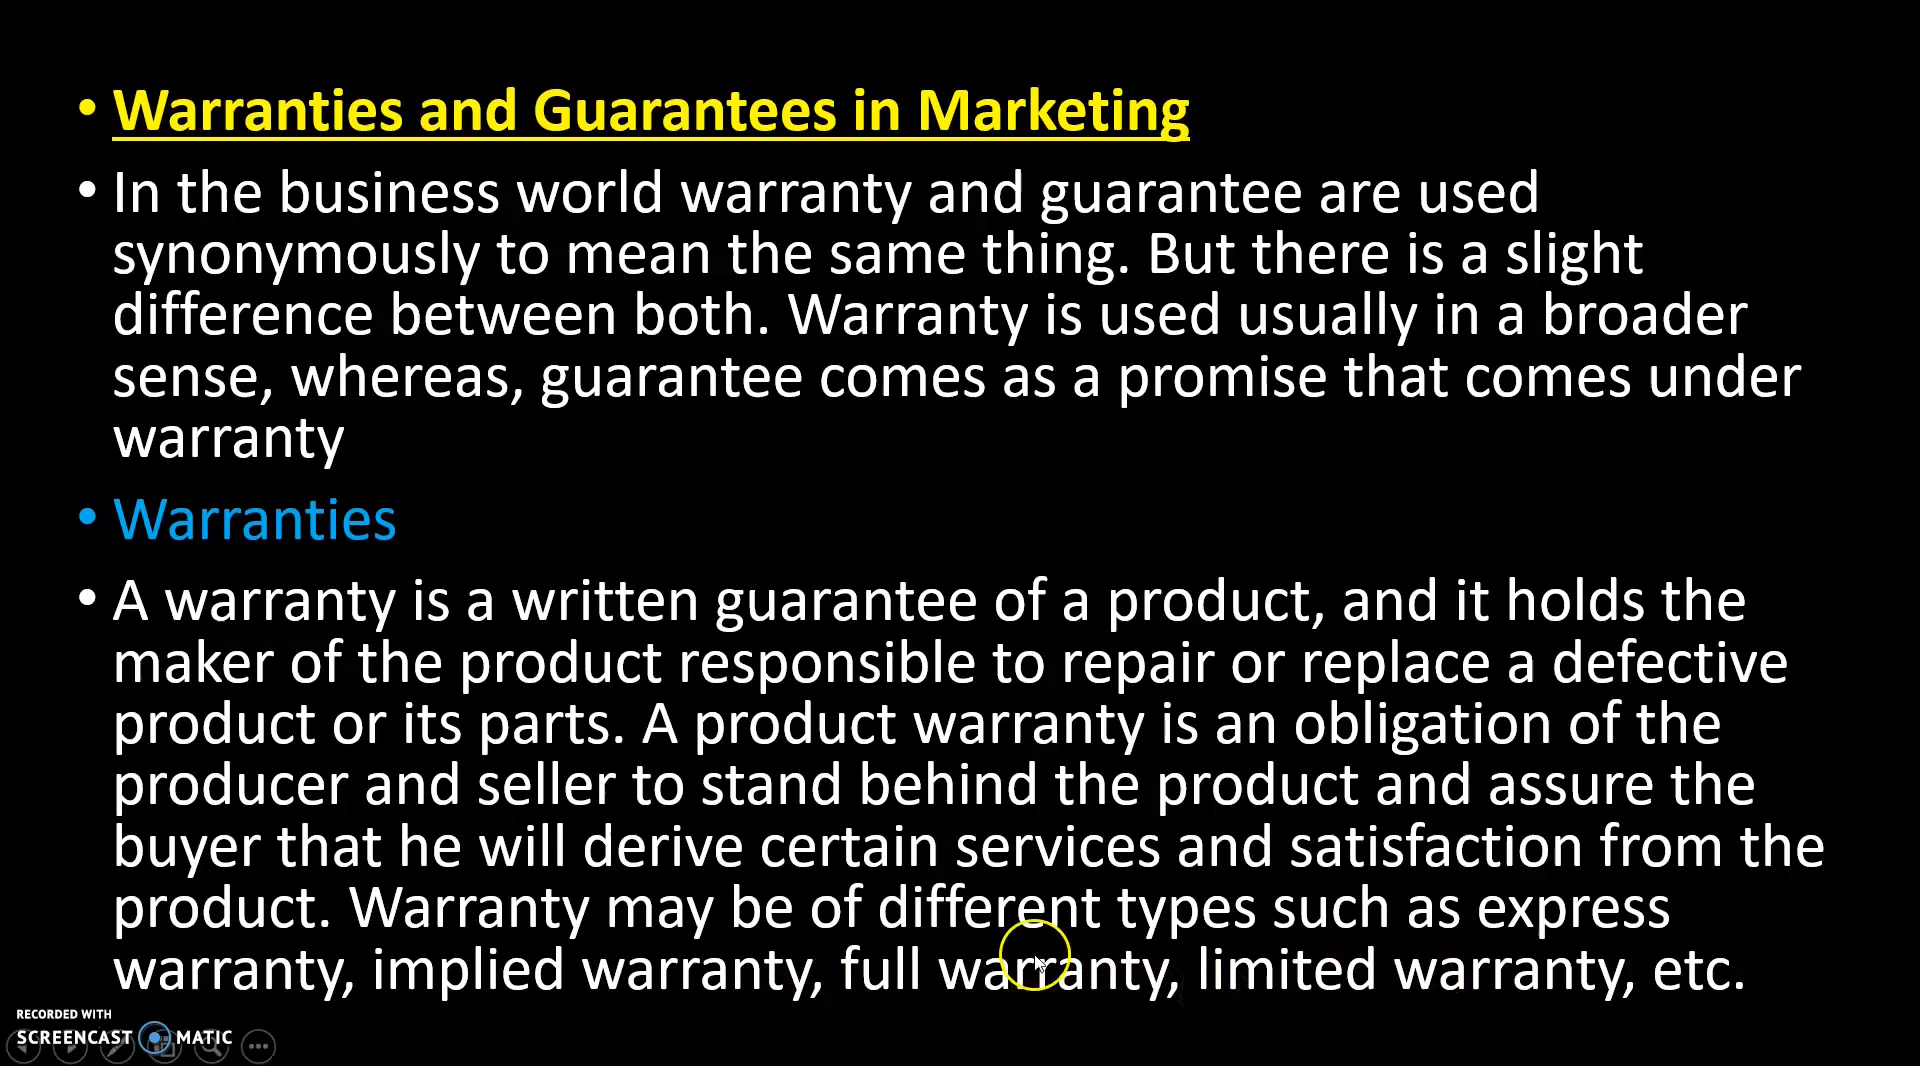 • Warranties and Guarantees in Marketing
• In the business world warranty and guarantee are used
synonymously to mean the same thing. But there is a slight
difference between both. Warranty is used usually in a broader
sense, whereas, guarantee comes as a promise that comes under
warranty
• Warranties
• A warranty is a written guarantee of a product, and it holds the
maker of the product responsible to repair or replace a defective
product or its parts. A product warranty is an obligation of the
producer and seller to stand behind the product and assure the
buyer that he will derive certain services and satisfaction from the
product. Warranty may be of different types such as express
warranty, implied warranty, full warranty, limited warranty, etc.
RECORDED WITH
SCREENCAST MATIC